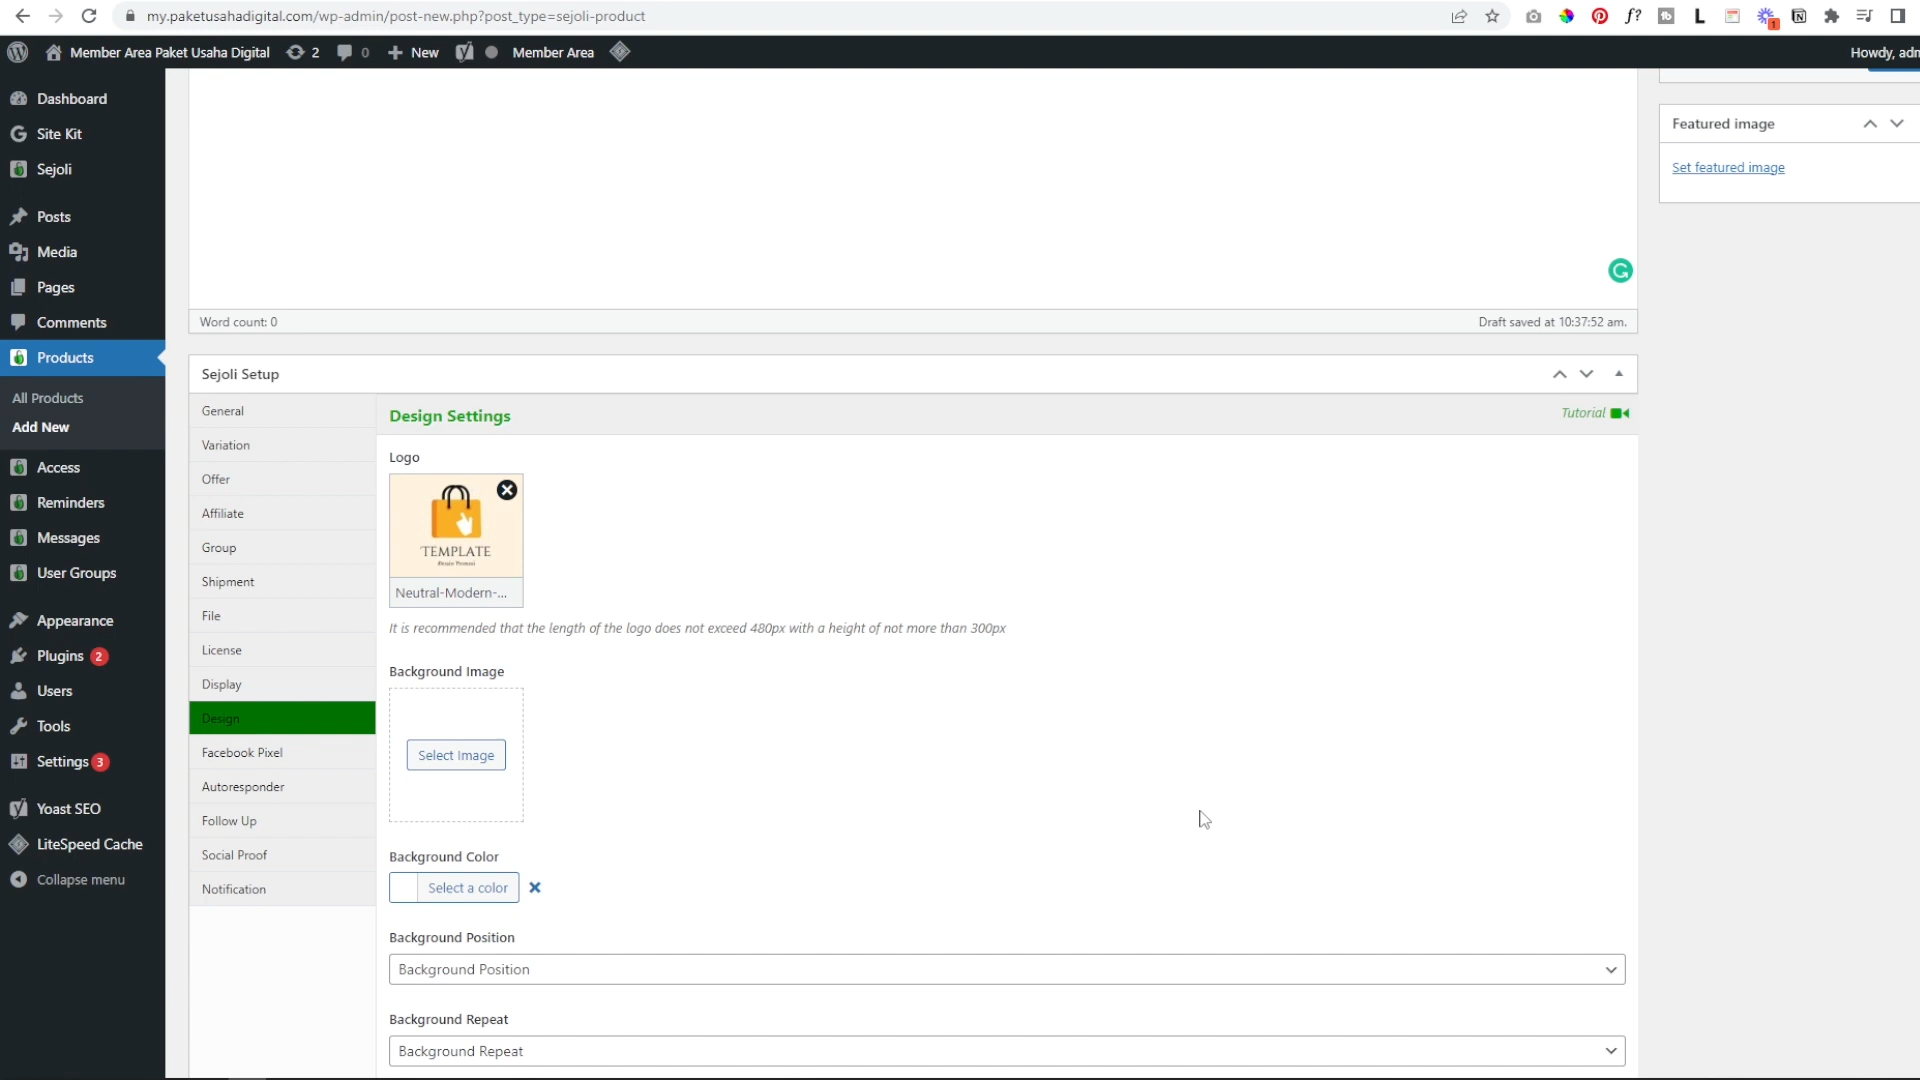 my.paketusahadigital.com/wp-admin/post-new.php?post_type=sejoli-product
Member Area Paket Usaha Digital
2
0
New
Member Area
Howdy, adm
Dashboard
Site Kit
Sejoli
Posts
Media
Pages
Comments
Products
All Products
Add New
Access
Reminders
Messages
User Groups
Appearance
Plugins 2
Users
Tools
Settings 3
Yoast SEO
LiteSpeed Cache
Collapse menu
Featured image
Set featured image
Word count: 0
Draft saved at 10:37:52 am.
Sejoli Setup
General
Variation
Offer
Affiliate
Group
Shipment
File
License
Display
Design
Facebook Pixel
Autoresponder
Follow Up
Social Proof
Notification
Design Settings
Tutorial
Logo
TEMPLATE
Desain Promosi
Neutral-Modern-...
It is recommended that the length of the logo does not exceed 480px with a height of not more than 300px
Background Image
Select Image
Background Color
Select a color
Background Position
Background Position
Background Repeat
Background Repeat